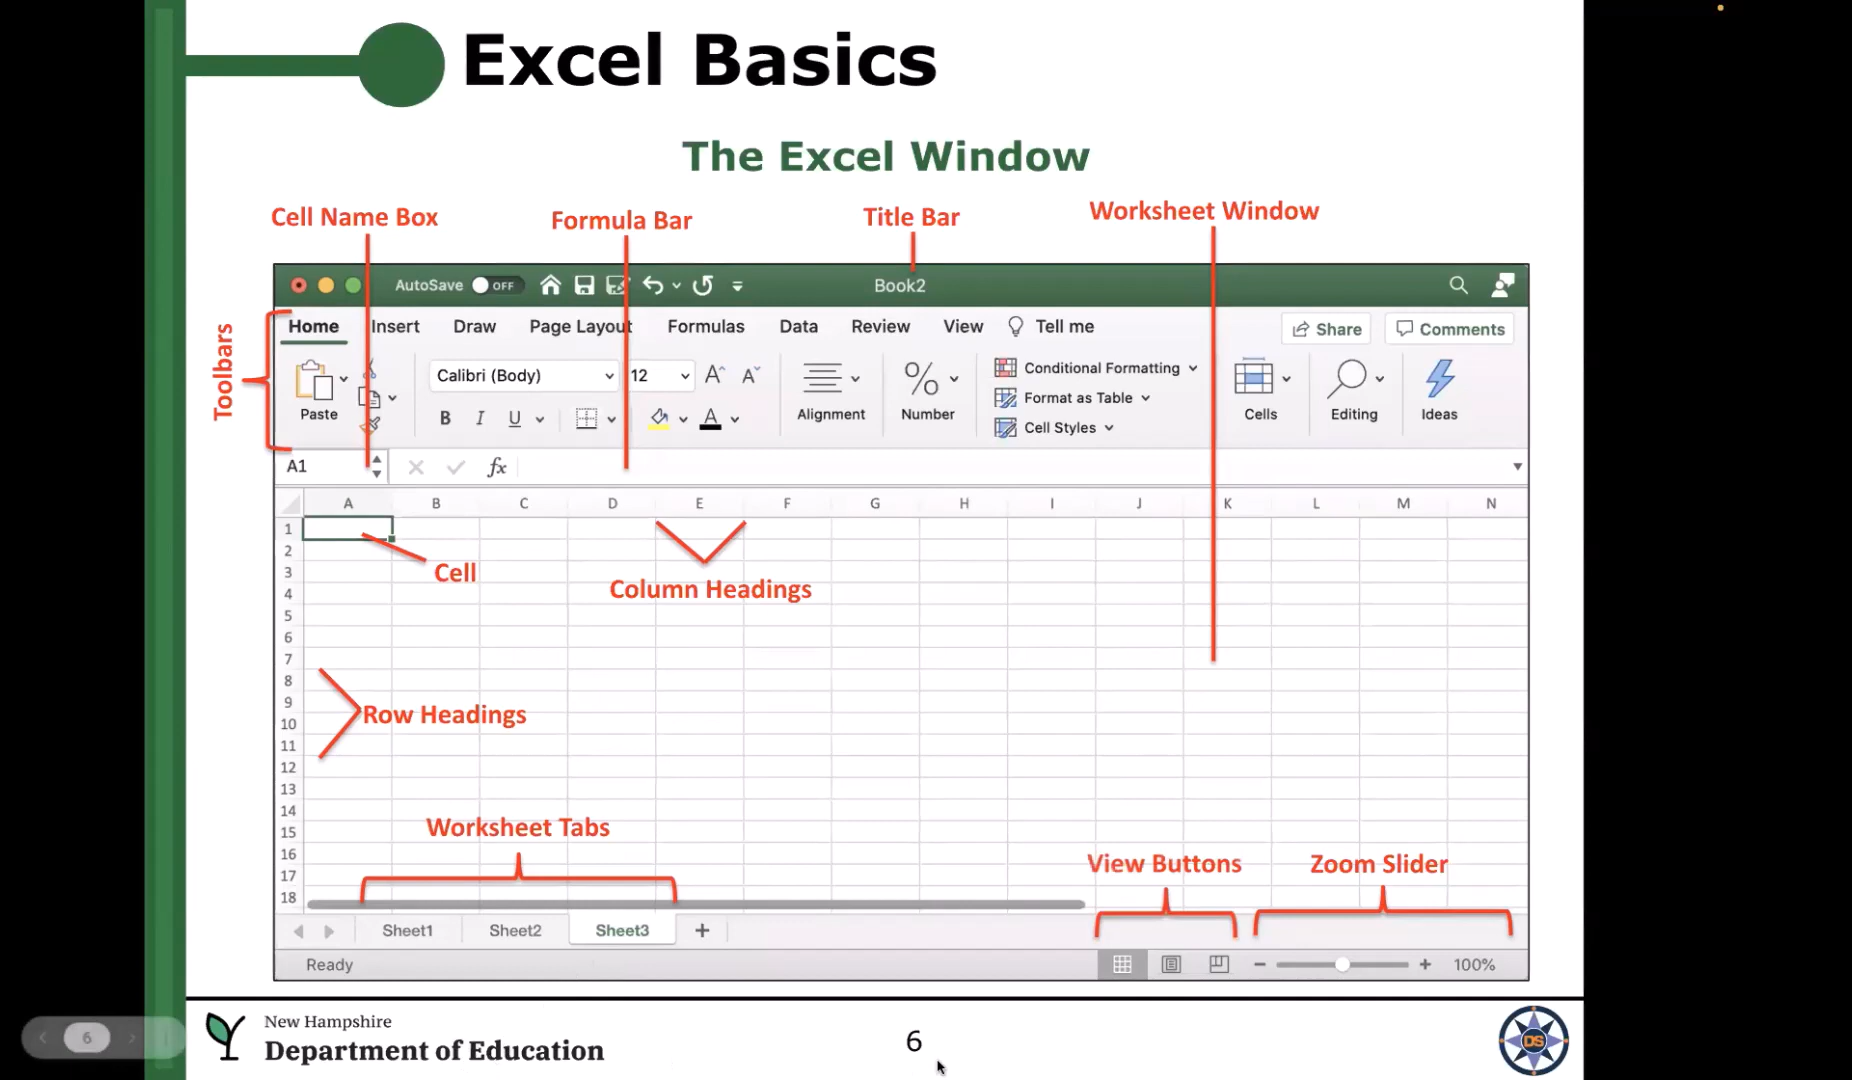 Excel Basics
The Excel Window
Cell Name Box
Formula Bar
Title Bar
Worksheet Window
AutoSave OFF
Book2
Toolbars
Home Insert Draw Page Layout Formulas Data Review View Tell me Share Comments
Calibri (Body) 12 A^ A
Paste
B I U A
Alignment
% Number
Conditional Formatting
Format as Table
Cell Styles
Cells
Editing
Ideas
A1 fx
A B C D E F G H I J K L M N
1
2
3
4
5
6
7
8
9
10
11
12
13
14
15
16
17
18
Cell
Column Headings
Row Headings
Worksheet Tabs
View Buttons
Zoom Slider
Sheet1 Sheet2 Sheet3 +
Ready
− + 100%
6
New Hampshire
Department of Education
6
DS